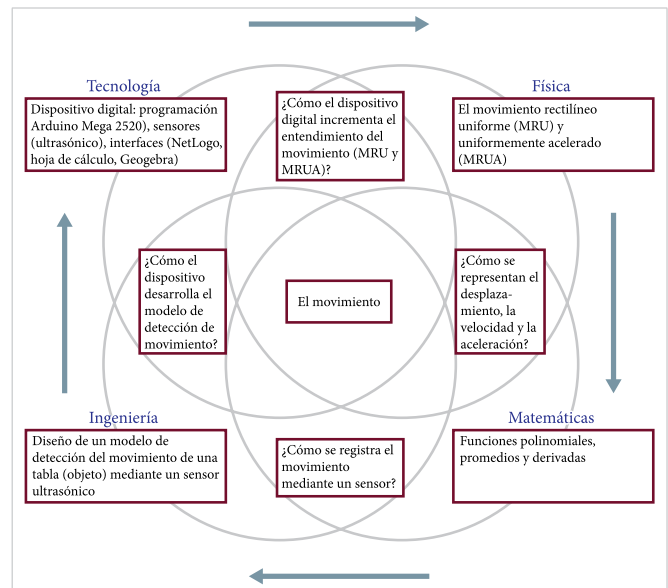 Tecnología
Dispositivo digital: programación
Arduino Mega 2520), sensores
(ultrasónico), interfaces (NetLogo,
hoja de cálculo, Geogebra)
¿Cómo el dispositivo
digital incrementa el
entendimiento del
movimiento (MRU y
MRUA)?
Física
El movimiento rectilíneo
uniforme (MRU) y
uniformemente acelerado
(MRUA)
¿Cómo el
dispositivo
desarrolla el
modelo de
detección de
movimiento?
El movimiento
¿Cómo se
representan el
desplaza-
miento, la
velocidad y la
aceleración?
Ingeniería
Diseño de un modelo de
detección del movimiento de una
tabla (objeto) mediante un sensor
ultrasónico
¿Cómo se registra el
movimiento
mediante un sensor?
Matemáticas
Funciones polinomiales,
promedios y derivadas